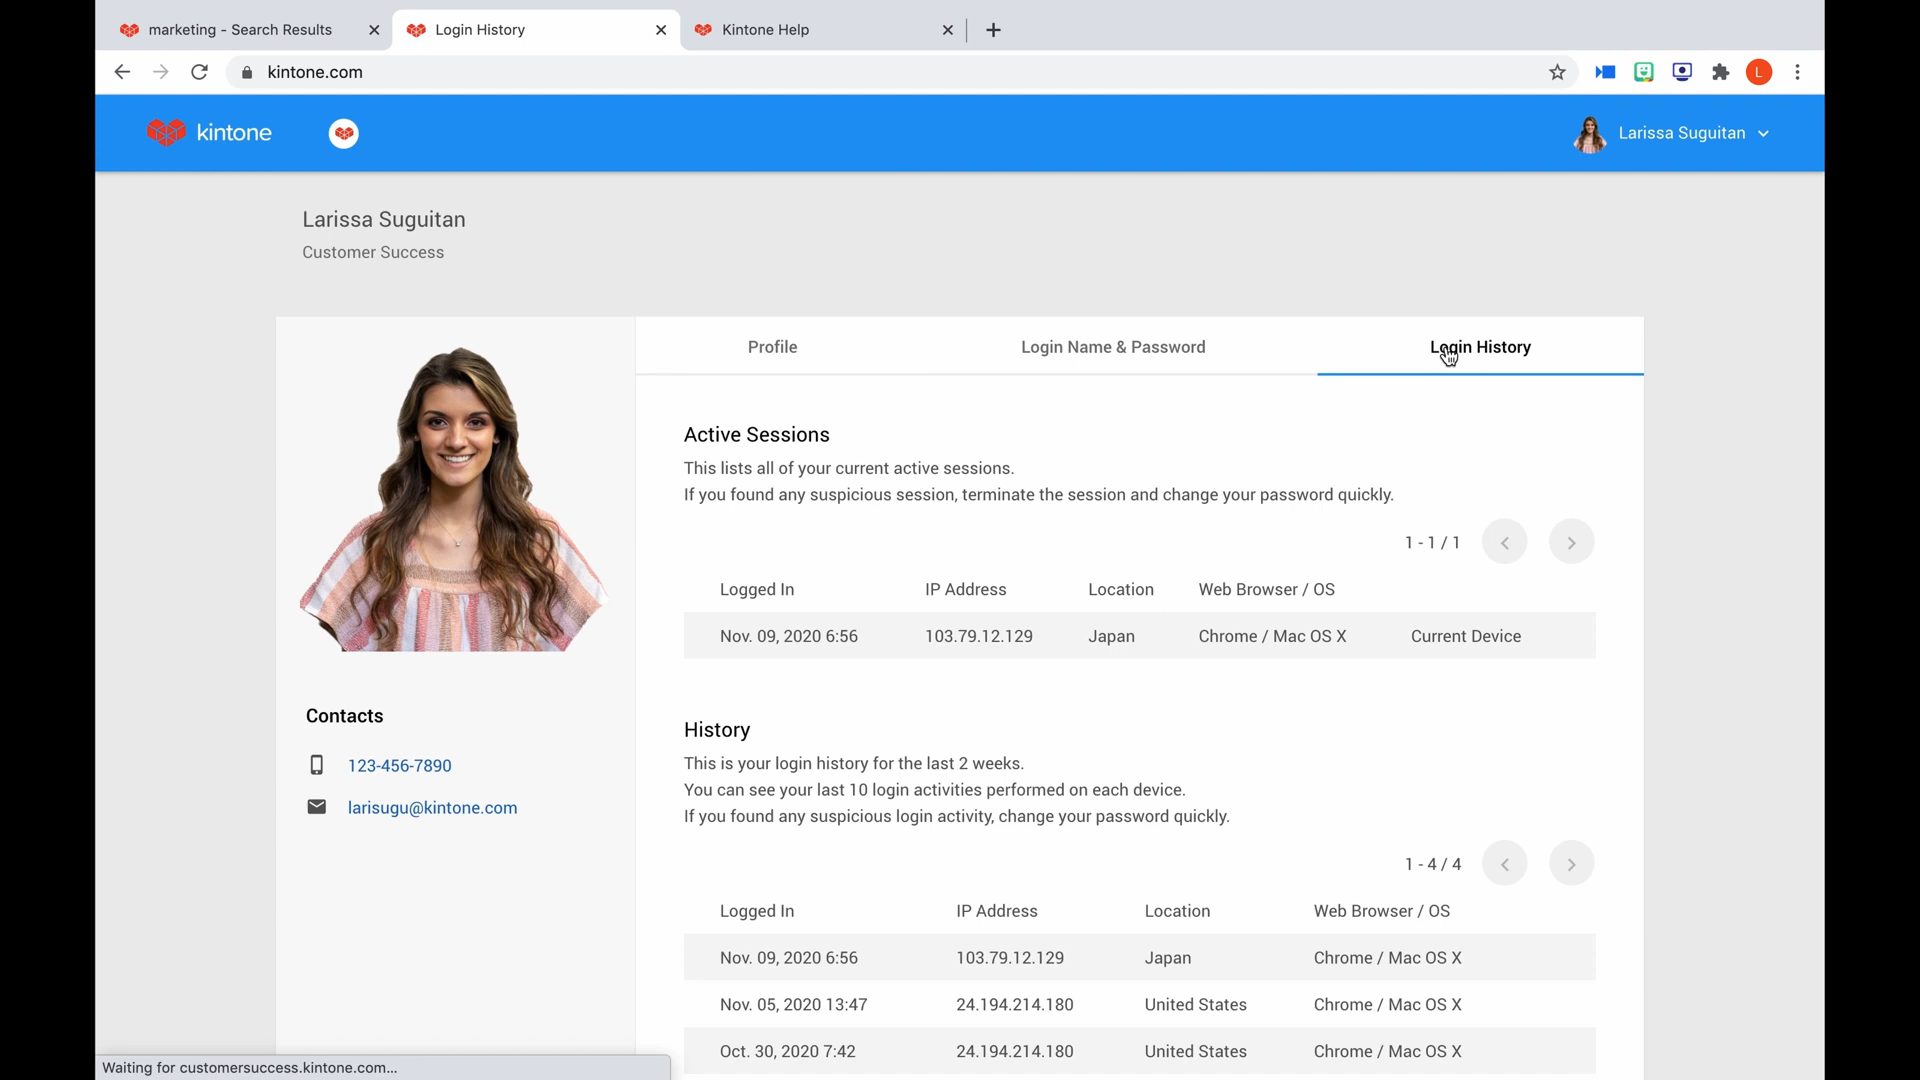 marketing - Search Results
Login History
Kintone Help
kintone.com
L
kintone
Larissa Suguitan
Larissa Suguitan
Customer Success
Profile
Login Name & Password
Login History
Active Sessions
This lists all of your current active sessions.
If you found any suspicious session, terminate the session and change your password quickly.
1 - 1 / 1
Logged In IP Address Location Web Browser / OS
Nov. 09, 2020 6:56 103.79.12.129 Japan Chrome / Mac OS X Current Device
Contacts
123-456-7890
larisugu@kintone.com
History
This is your login history for the last 2 weeks.
You can see your last 10 login activities performed on each device.
If you found any suspicious login activity, change your password quickly.
1 - 4 / 4
Logged In IP Address Location Web Browser / OS
Nov. 09, 2020 6:56 103.79.12.129 Japan Chrome / Mac OS X
Nov. 05, 2020 13:47 24.194.214.180 United States Chrome / Mac OS X
Oct. 30, 2020 7:42 24.194.214.180 United States Chrome / Mac OS X
Waiting for customersuccess.kintone.com...